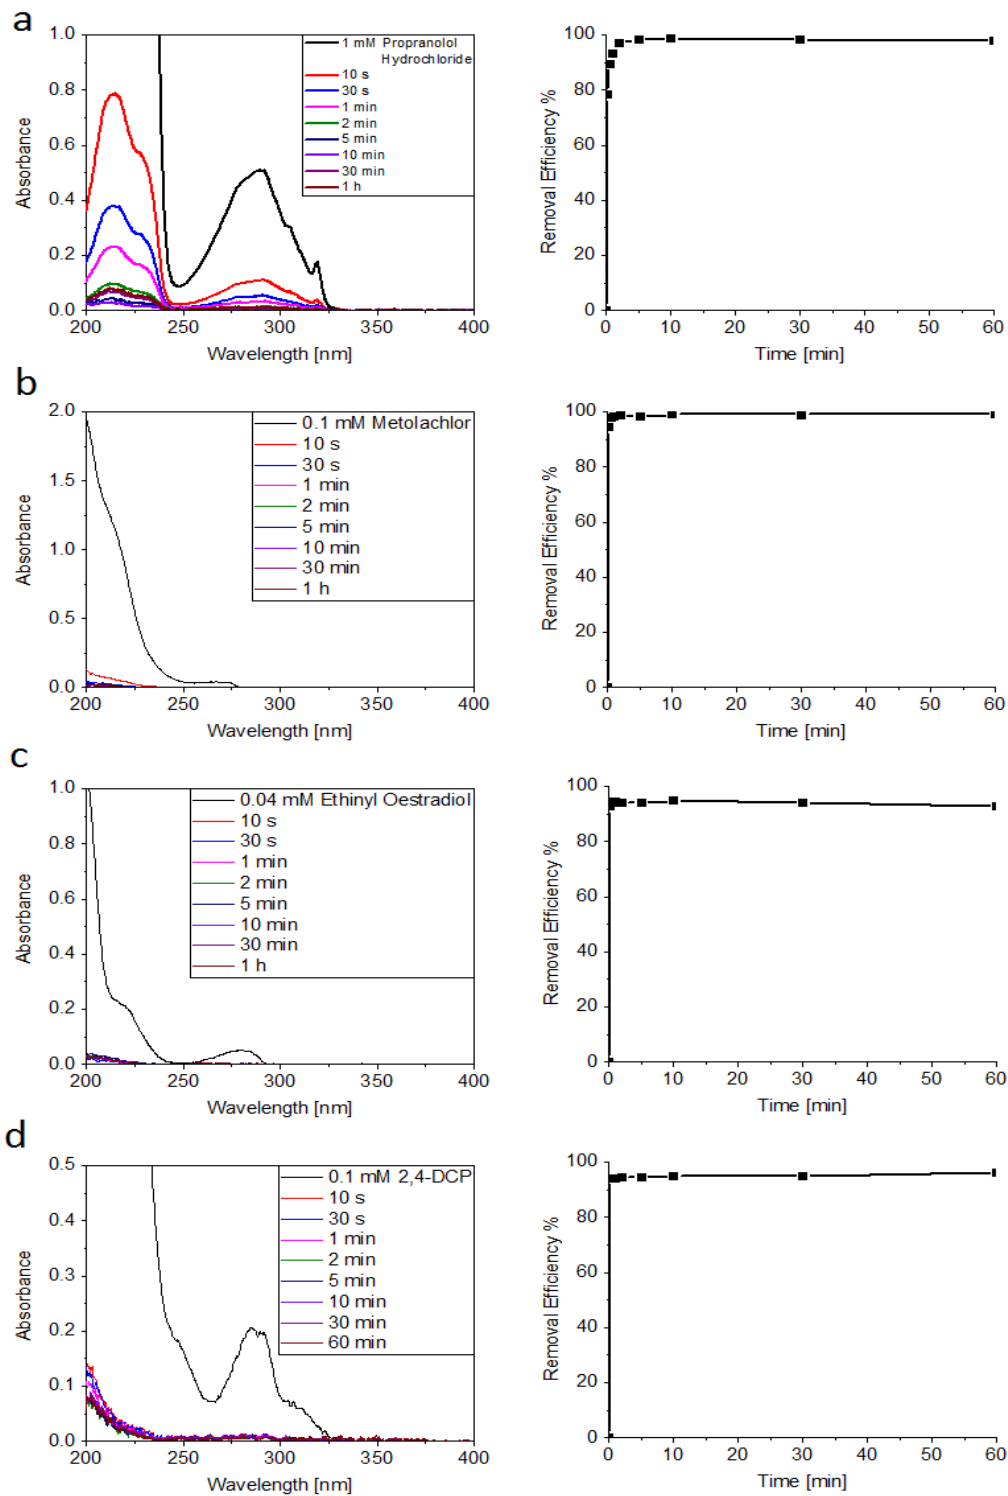 a
1.0
0.8
0.6
0.4
0.2
0.0
Absorbance
200 250 300 350 400
Wavelength [nm]
1 mM Propranolol
Hydrochloride
10 s
30 s
1 min
2 min
5 min
10 min
30 min
1 h
100
80
60
40
20
0
Removal Efficiency %
0 10 20 30 40 50 60
Time [min]
b
2.0
1.5
1.0
0.5
0.0
Absorbance
200 250 300 350 400
Wavelength [nm]
0.1 mM Metolachlor
10 s
30 s
1 min
2 min
5 min
10 min
30 min
1 h
100
80
60
40
20
0
Removal Efficiency %
0 10 20 30 40 50 60
Time [min]
c
1.0
0.8
0.6
0.4
0.2
0.0
Absorbance
200 250 300 350 400
Wavelength [nm]
0.04 mM Ethinyl Oestradiol
10 s
30 s
1 min
2 min
5 min
10 min
30 min
1 h
100
80
60
40
20
0
Removal Efficiency %
0 10 20 30 40 50 60
Time [min]
d
0.5
0.4
0.3
0.2
0.1
0.0
Absorbance
200 250 300 350 400
Wavelength [nm]
0.1 mM 2,4-DCP
10 s
30 s
1 min
2 min
5 min
10 min
30 min
60 min
100
80
60
40
20
0
Removal Efficiency %
0 10 20 30 40 50 60
Time [min]